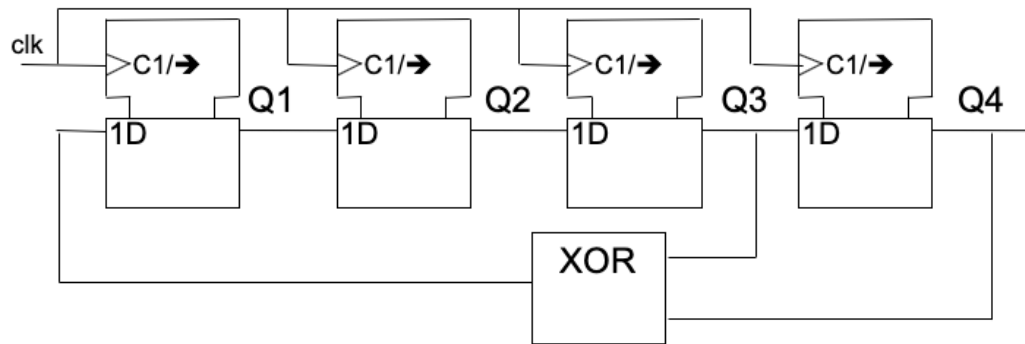 clk
C1/➔ C1/➔ C1/➔ C1/➔
Q1 Q2 Q3 Q4
1D 1D 1D 1D
XOR